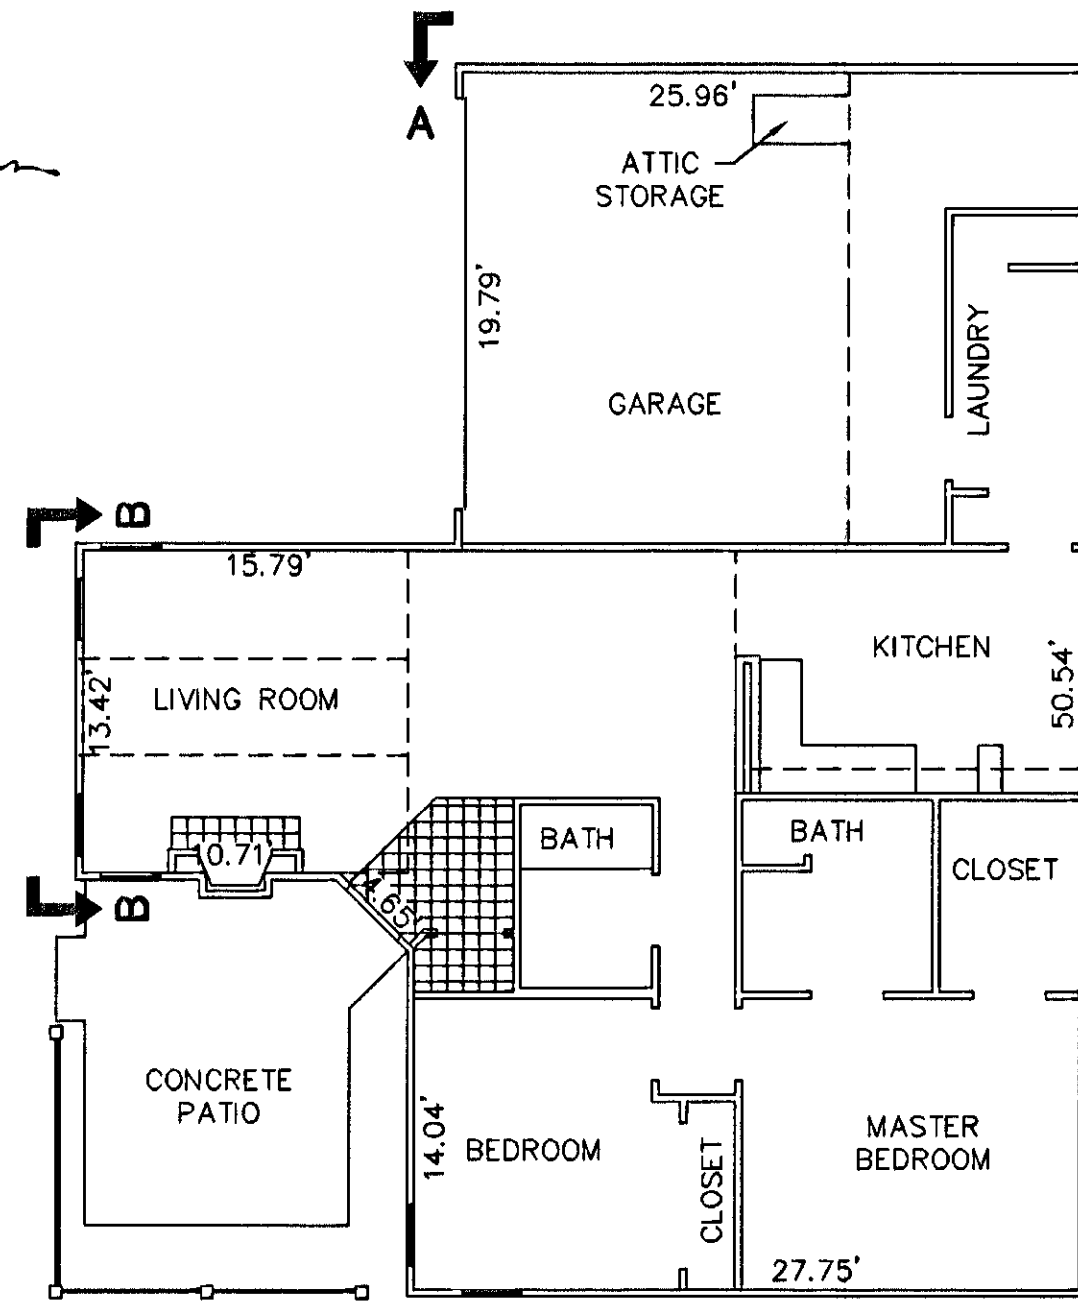 A
25.96'
ATTIC
STORAGE
19.79'
LAUNDRY
GARAGE
B
15.79'
KITCHEN
50.54'
LIVING ROOM
13.42'
BATH
BATH
10.71'
CLOSET
4.65'
B
CONCRETE
PATIO
14.04'
BEDROOM
CLOSET
MASTER
BEDROOM
27.75'